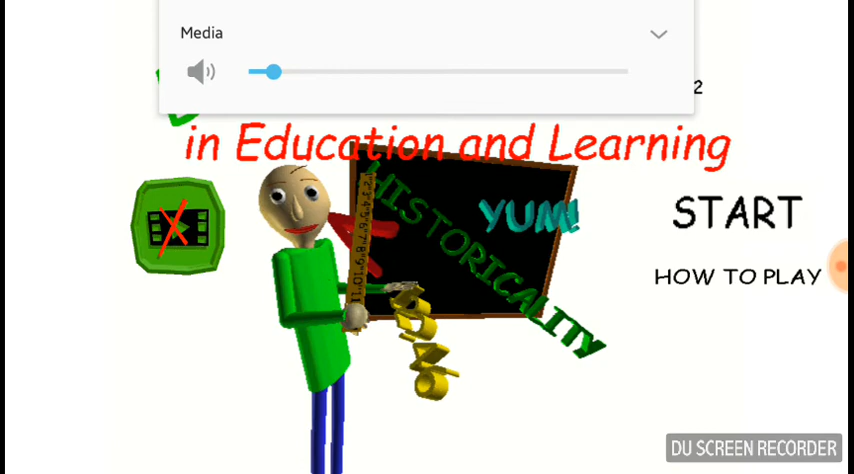 Media
2
in Education and Learning
HISTORICALITY
YUM!
START
HOW TO PLAY
DU SCREEN RECORDER